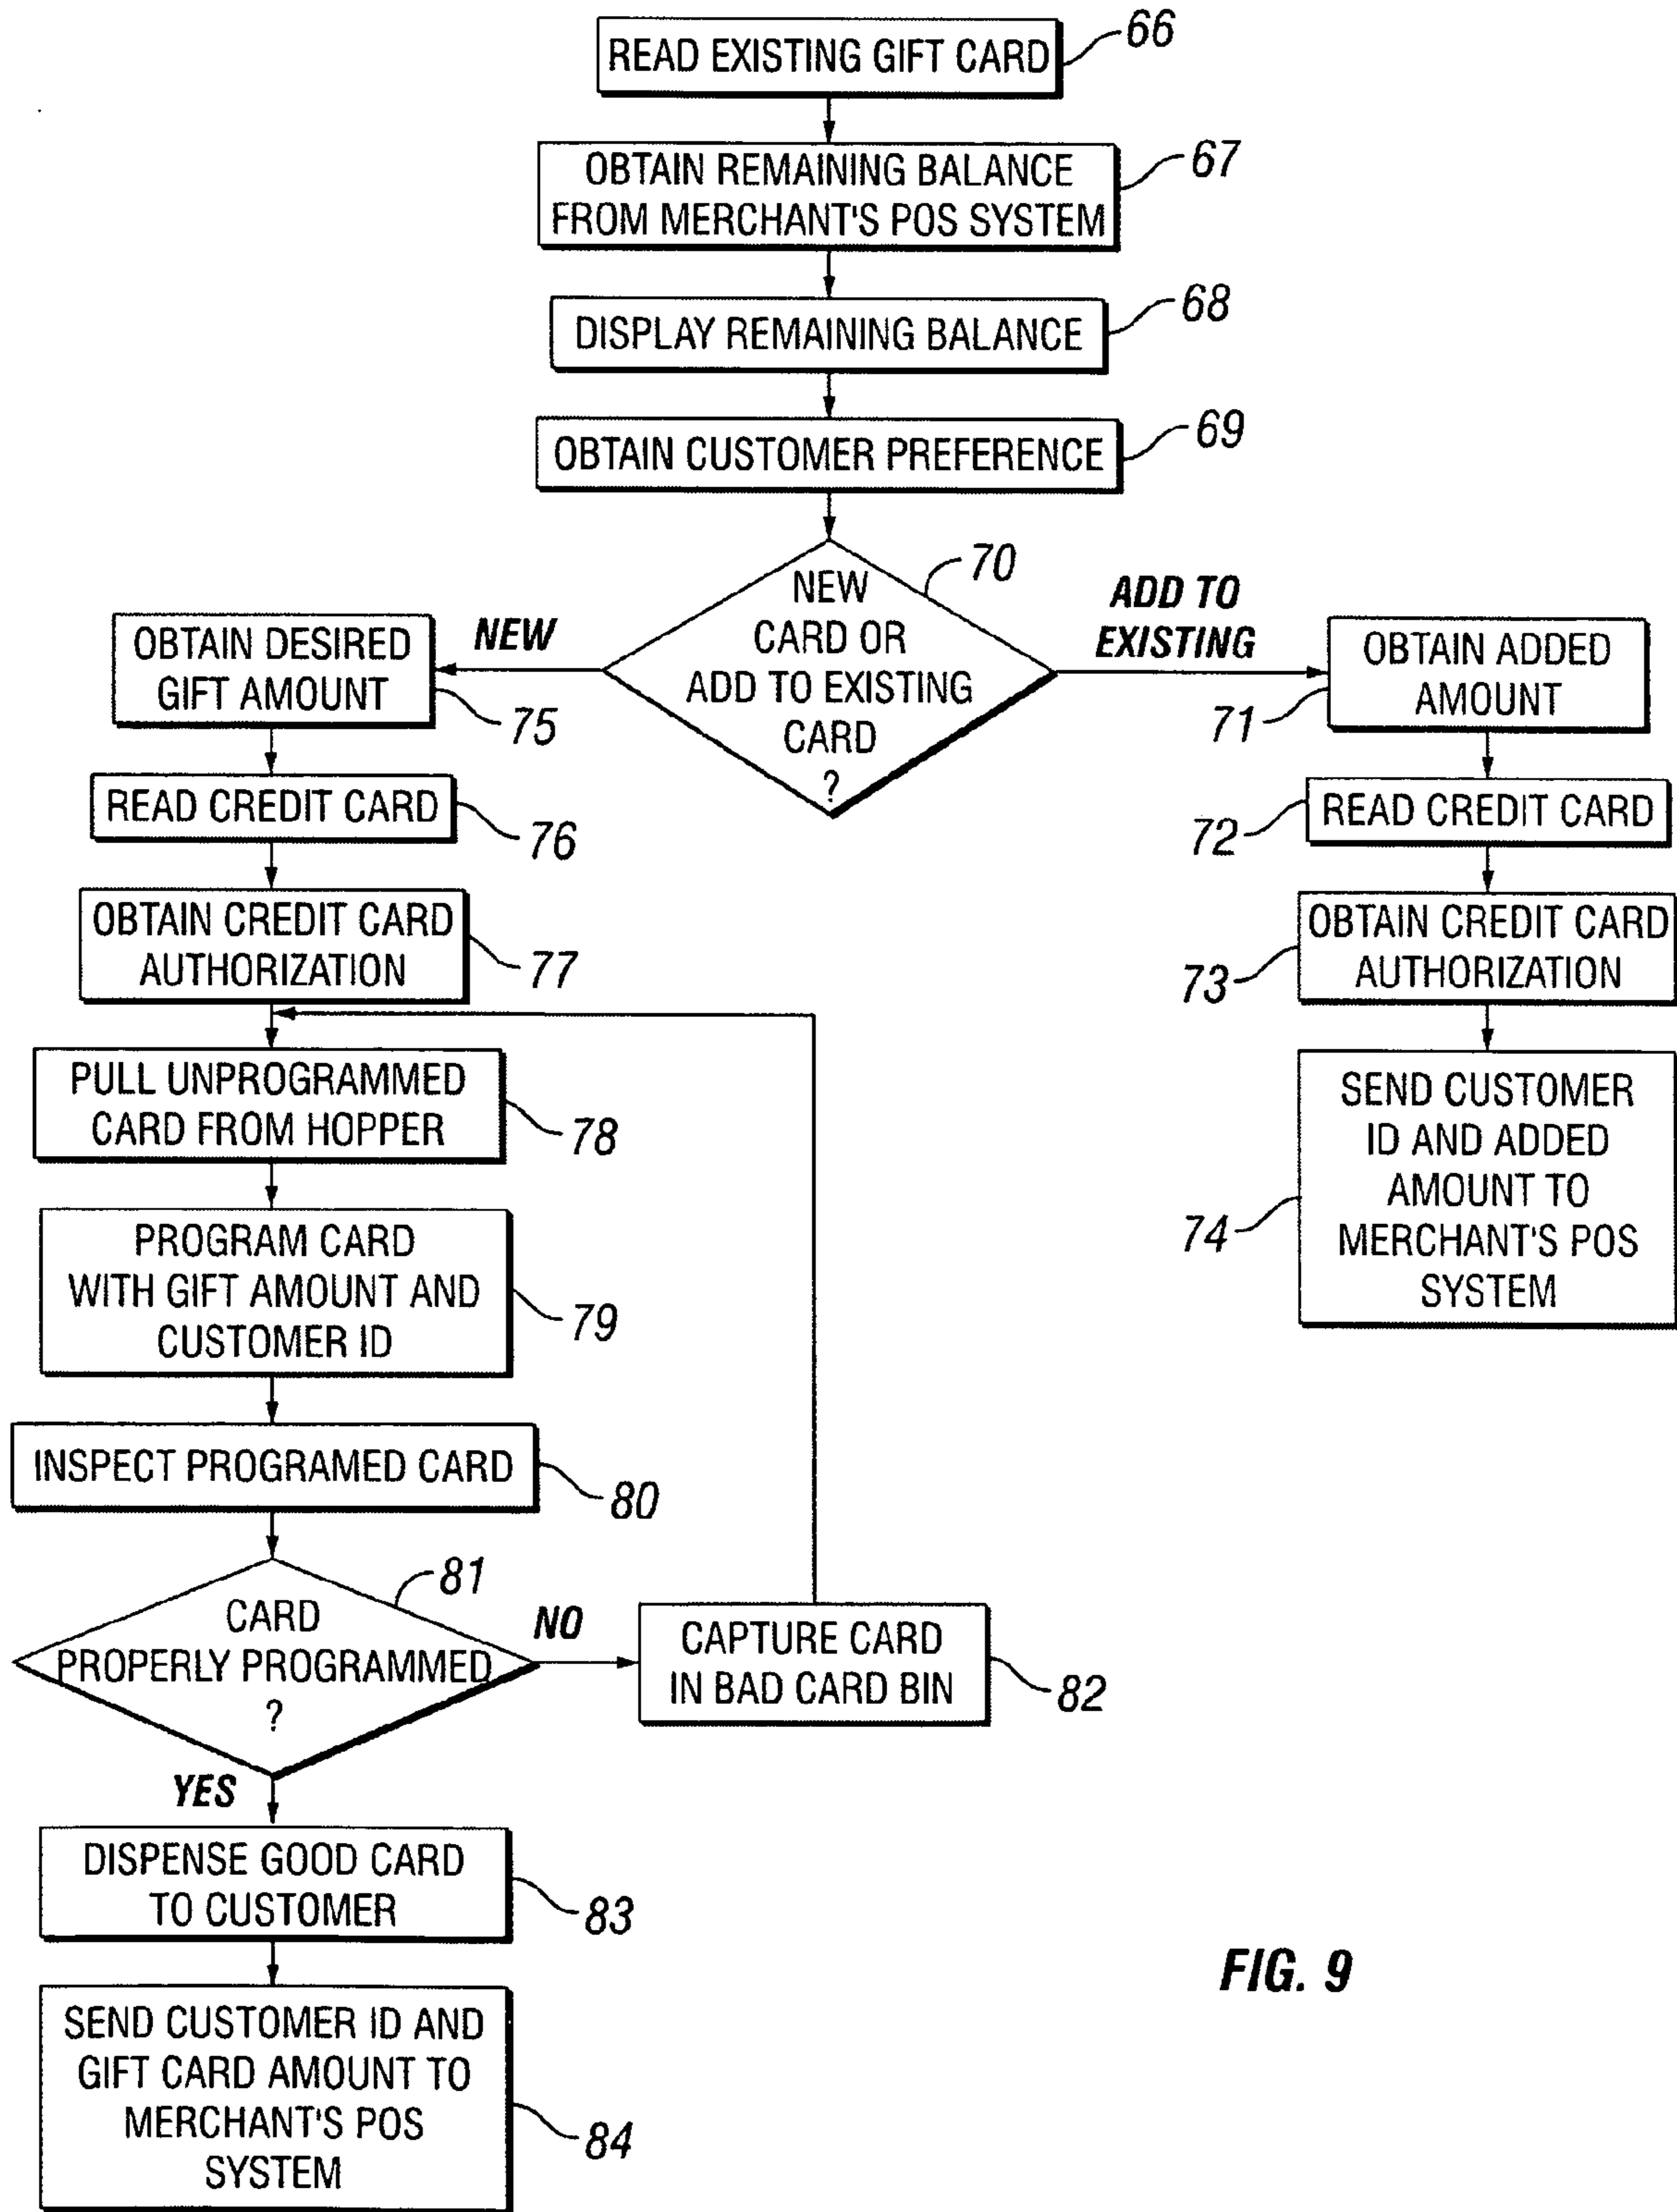 READ EXISTING GIFT CARD
66
OBTAIN REMAINING BALANCE
FROM MERCHANT'S POS SYSTEM
67
DISPLAY REMAINING BALANCE
68
OBTAIN CUSTOMER PREFERENCE
69
NEW
CARD OR
ADD TO EXISTING
CARD
?
70
NEW
ADD TO
EXISTING
OBTAIN DESIRED
GIFT AMOUNT
75
READ CREDIT CARD
76
OBTAIN CREDIT CARD
AUTHORIZATION
77
PULL UNPROGRAMMED
CARD FROM HOPPER
78
PROGRAM CARD
WITH GIFT AMOUNT AND
CUSTOMER ID
79
INSPECT PROGRAMED CARD
80
CARD
PROPERLY PROGRAMMED
?
81
NO
CAPTURE CARD
IN BAD CARD BIN
82
YES
DISPENSE GOOD CARD
TO CUSTOMER
83
SEND CUSTOMER ID AND
GIFT CARD AMOUNT TO
MERCHANT'S POS
SYSTEM
84
OBTAIN ADDED
AMOUNT
71
READ CREDIT CARD
72
OBTAIN CREDIT CARD
AUTHORIZATION
73
SEND CUSTOMER
ID AND ADDED
AMOUNT TO
MERCHANT'S POS
SYSTEM
74
FIG. 9